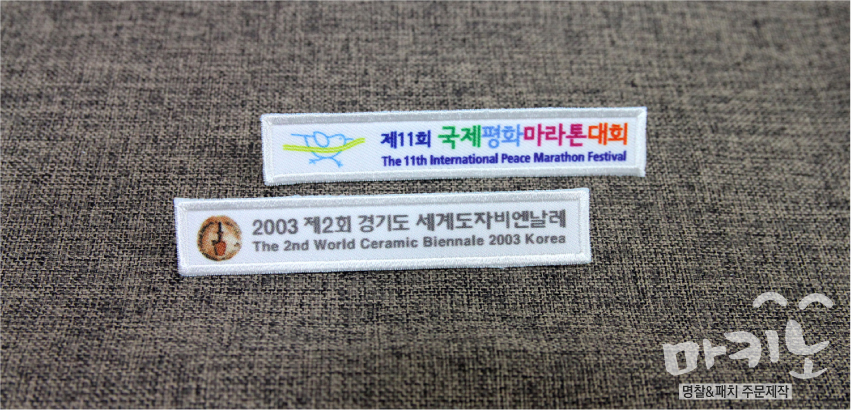 제11회 국제평화마라톤대회
The 11th International Peace Marathon Festival
2003 제2회 경기도 세계도자비엔날레
The 2nd World Ceramic Biennale 2003 Korea
마키노
명찰&패치 주문제작